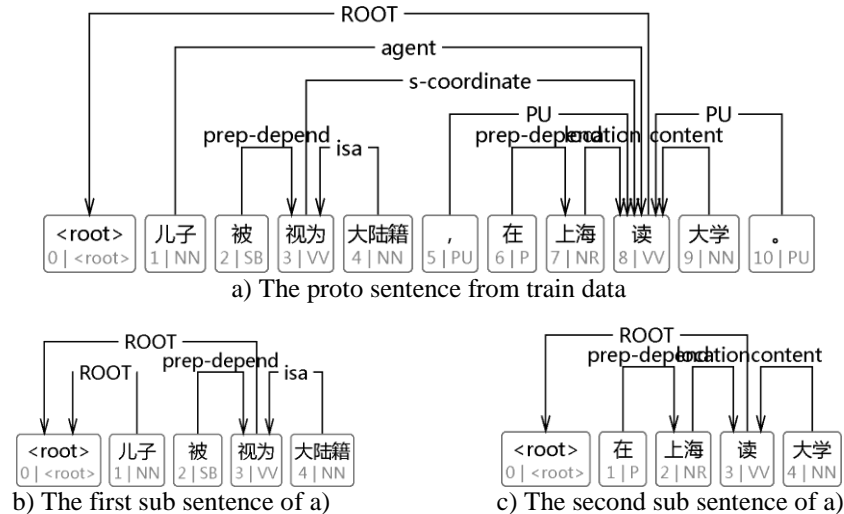 ROOT
agent
s-coordinate
PU PU
prep-depend prep-depend location content
isa
<root> 儿子 被 视为 大陆籍 , 在 上海 读 大学 。
0 | <root> 1 | NN 2 | SB 3 | VV 4 | NN 5 | PU 6 | P 7 | NR 8 | VV 9 | NN 10 | PU
a) The proto sentence from train data
ROOT ROOT
prep-depend prep-depend location content
ROOT isa
<root> 儿子 被 视为 大陆籍 <root> 在 上海 读 大学
0 | <root> 1 | NN 2 | SB 3 | VV 4 | NN 0 | <root> 1 | P 2 | NR 3 | VV 4 | NN
b) The first sub sentence of a) c) The second sub sentence of a)